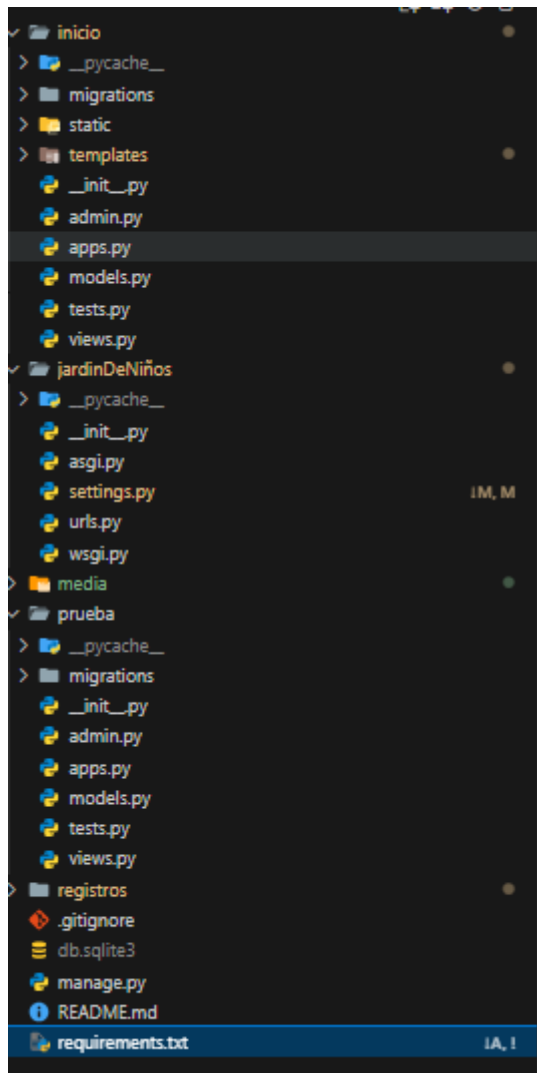 inicio
__pycache__
migrations
static
templates
__init__.py
admin.py
apps.py
models.py
tests.py
views.py
jardinDeNiños
__pycache__
__init__.py
asgi.py
settings.py ↓M, M
urls.py
wsgi.py
media
prueba
__pycache__
migrations
__init__.py
admin.py
apps.py
models.py
tests.py
views.py
registros
.gitignore
db.sqlite3
manage.py
README.md
requirements.txt ↓A, !